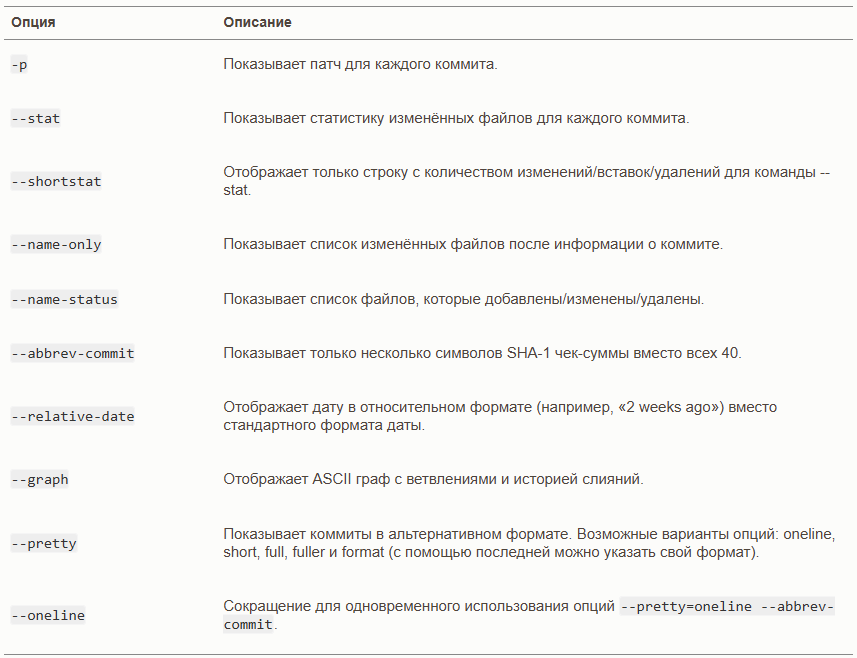 Опция Описание
-p Показывает патч для каждого коммита.
--stat Показывает статистику изменённых файлов для каждого коммита.
--shortstat Отображает только строку с количеством изменений/вставок/удалений для команды --
stat.
--name-only Показывает список изменённых файлов после информации о коммите.
--name-status Показывает список файлов, которые добавлены/изменены/удалены.
--abbrev-commit Показывает только несколько символов SHA-1 чек-суммы вместо всех 40.
--relative-date Отображает дату в относительном формате (например, «2 weeks ago») вместо
стандартного формата даты.
--graph Отображает ASCII граф с ветвлениями и историей слияний.
--pretty Показывает коммиты в альтернативном формате. Возможные варианты опций: oneline,
short, full, fuller и format (с помощью последней можно указать свой формат).
--oneline Сокращение для одновременного использования опций --pretty=oneline --abbrev-
commit.